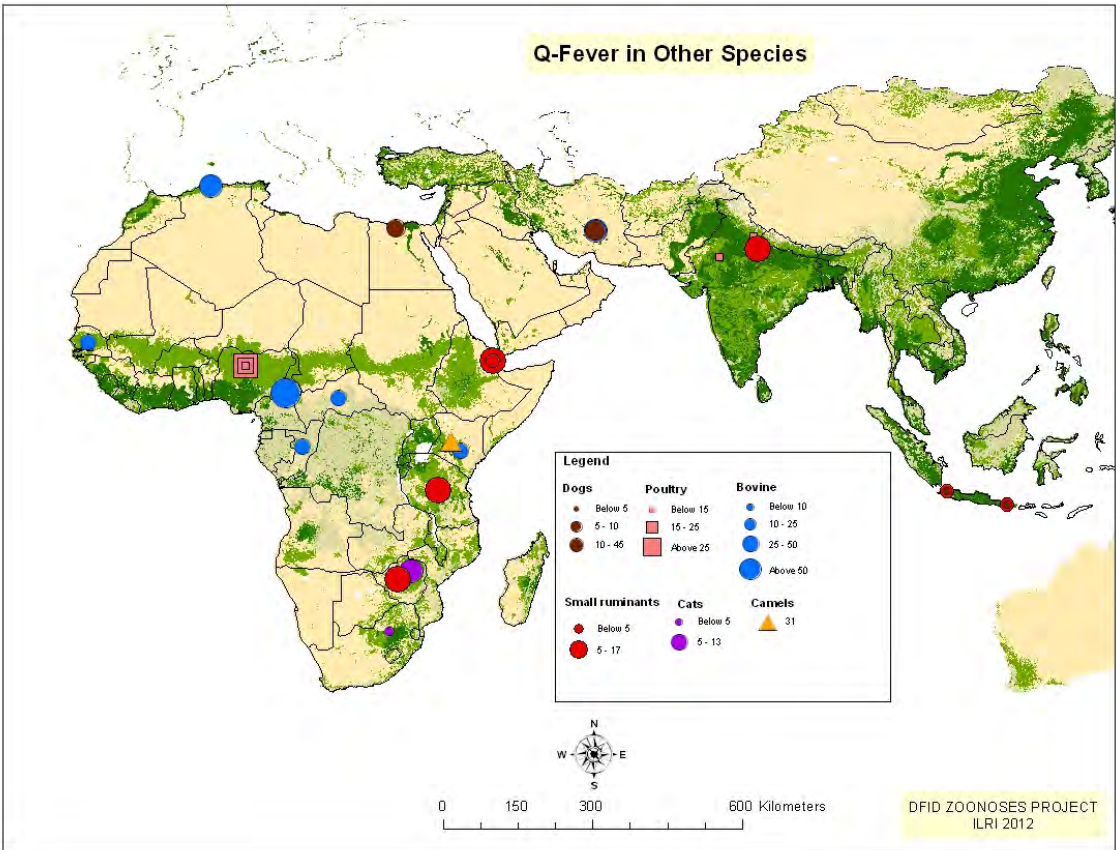 Q-Fever in Other Species
Legend
Dogs
Below 5
5 - 10
10 - 45
Poultry
Below 15
15 - 25
Above 25
Bovine
Below 10
10 - 25
25 - 50
Above 50
Small ruminants
Below 5
5 - 17
Cats
Below 5
5 - 13
Camels
31
N
W E
S
0 150 300 600 Kilometers
DFID ZOONOSES PROJECT
ILRI 2012